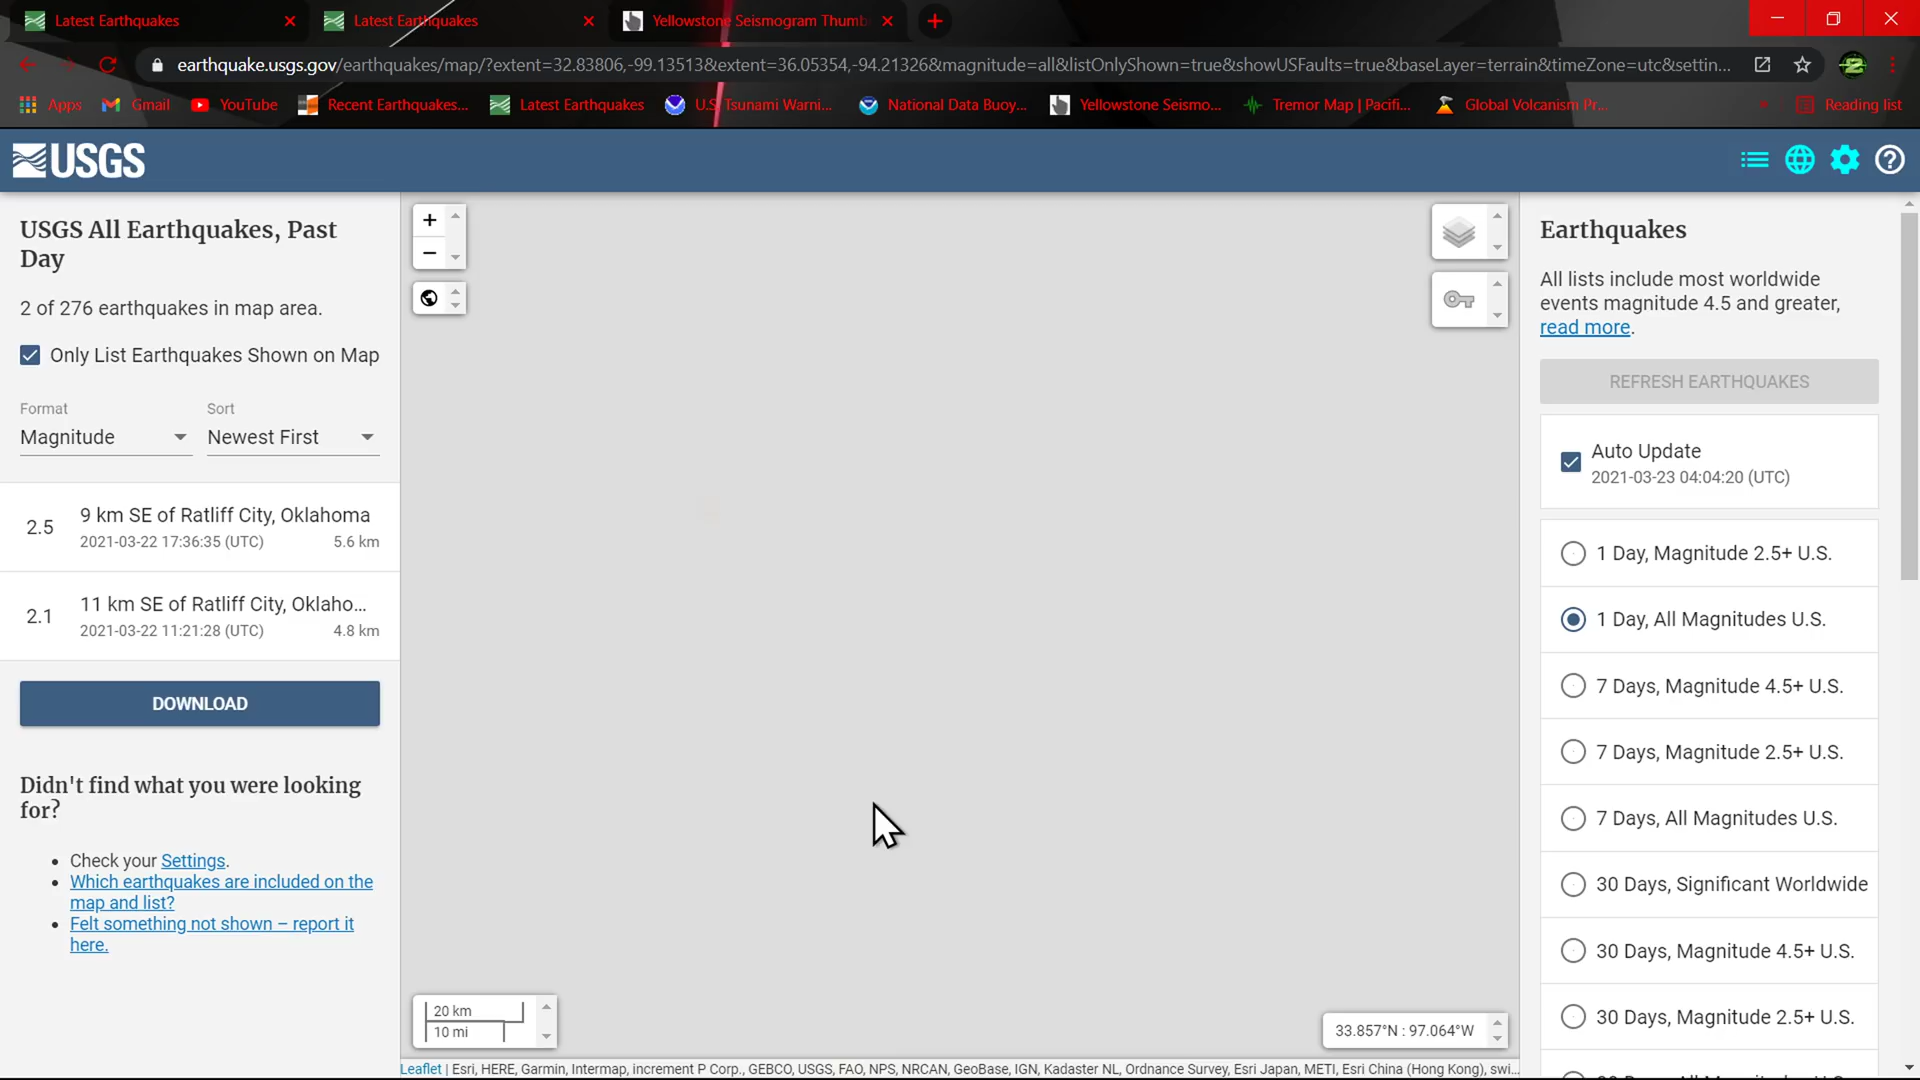 Latest Earthquakes
Latest Earthquakes
Yellowstone Seismogram Thumb
earthquake.usgs.gov/earthquakes/map/?extent=32.83806,-99.13513&extent=36.05354,-94.21326&magnitude=all&listOnlyShown=true&showUSFaults=true&baseLayer=terrain&timeZone=utc&settin...
Apps
Gmail
YouTube
Recent Earthquakes...
Latest Earthquakes
U.S. Tsunami Warni...
National Data Buoy...
Yellowstone Seismo...
Tremor Map | Pacifi...
Global Volcanism Pr...
Reading list
USGS
USGS All Earthquakes, Past
Day
2 of 276 earthquakes in map area.
Only List Earthquakes Shown on Map
Format
Sort
Magnitude
Newest First
2.5
9 km SE of Ratliff City, Oklahoma
2021-03-22 17:36:35 (UTC)
5.6 km
2.1
11 km SE of Ratliff City, Oklaho...
2021-03-22 11:21:28 (UTC)
4.8 km
DOWNLOAD
Didn't find what you were looking
for?
Check your Settings.
Which earthquakes are included on the
map and list?
Felt something not shown – report it
here.
+
−
20 km
10 mi
33.857°N : 97.064°W
Leaflet | Esri, HERE, Garmin, Intermap, increment P Corp., GEBCO, USGS, FAO, NPS, NRCAN, GeoBase, IGN, Kadaster NL, Ordnance Survey, Esri Japan, METI, Esri China (Hong Kong), swi...
Earthquakes
All lists include most worldwide
events magnitude 4.5 and greater,
read more.
REFRESH EARTHQUAKES
Auto Update
2021-03-23 04:04:20 (UTC)
1 Day, Magnitude 2.5+ U.S.
1 Day, All Magnitudes U.S.
7 Days, Magnitude 4.5+ U.S.
7 Days, Magnitude 2.5+ U.S.
7 Days, All Magnitudes U.S.
30 Days, Significant Worldwide
30 Days, Magnitude 4.5+ U.S.
30 Days, Magnitude 2.5+ U.S.